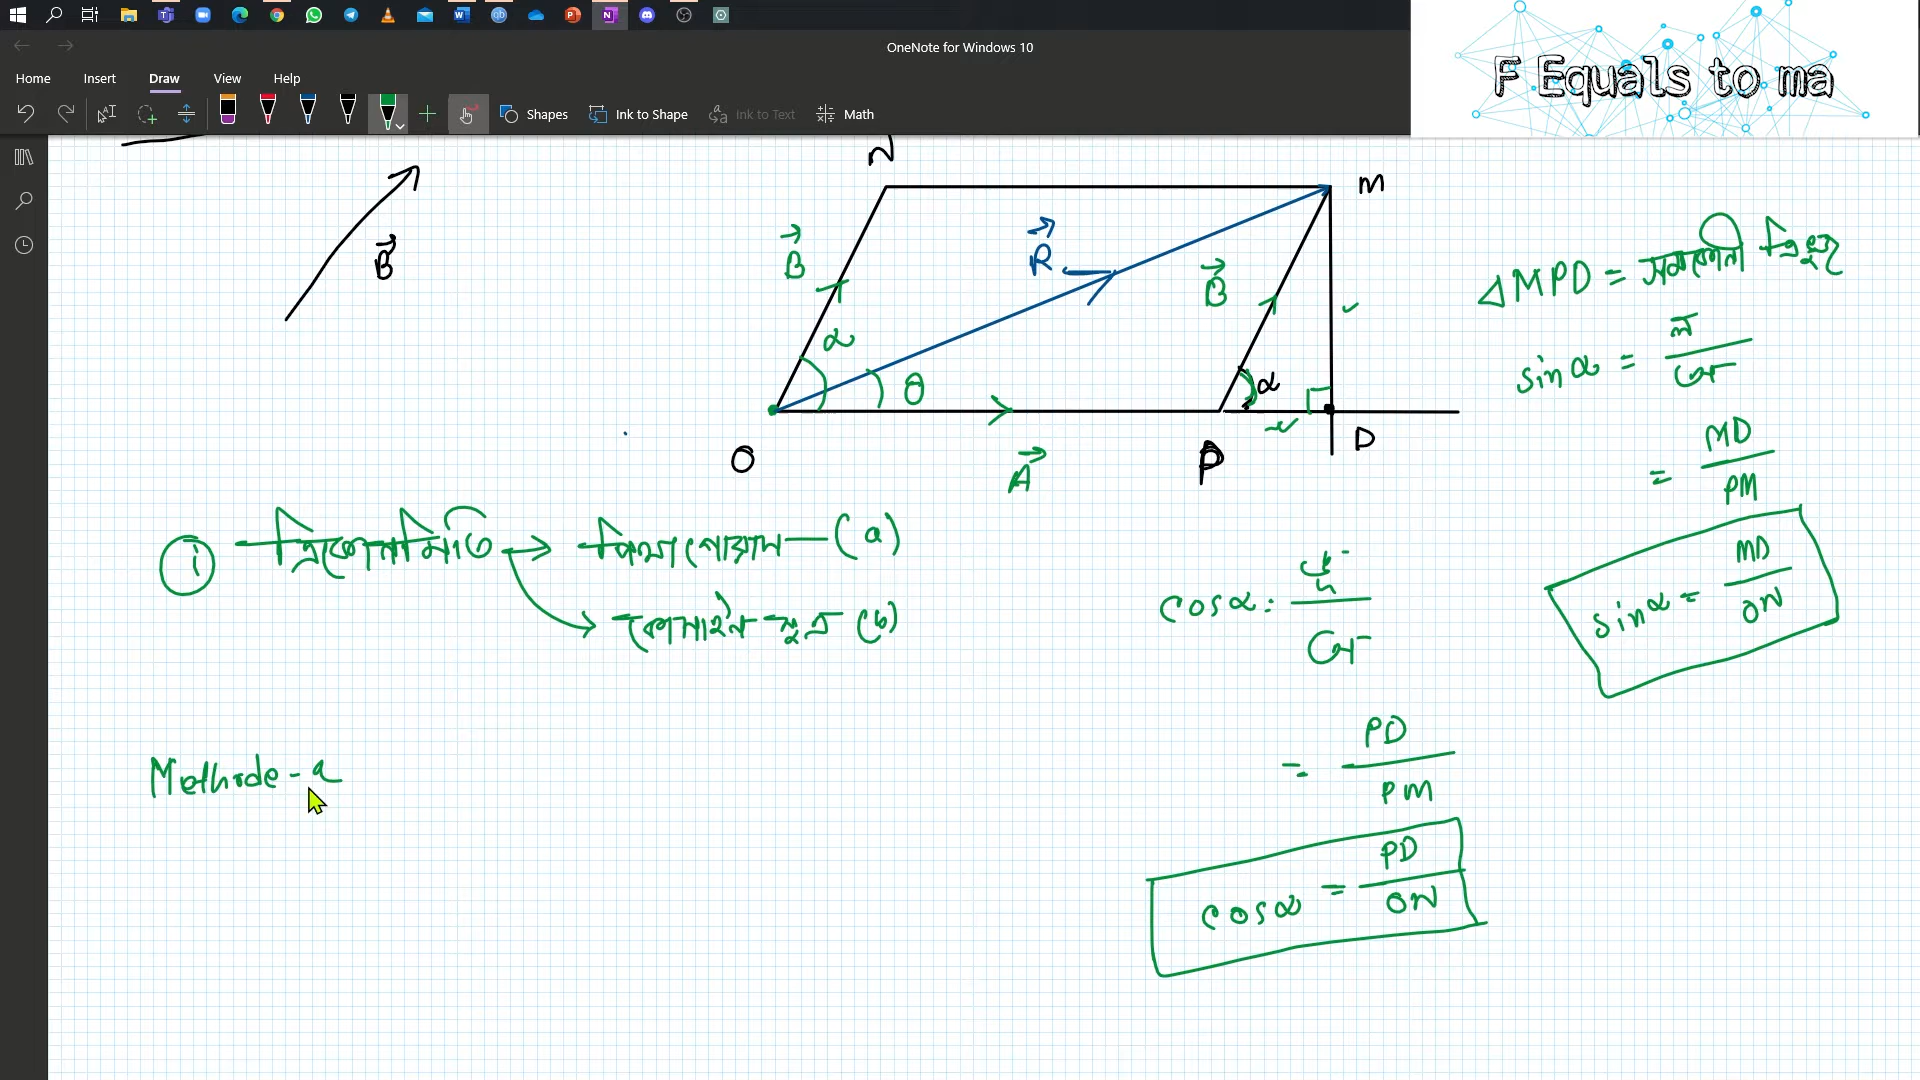 OneNote for Windows 10
F Equals to ma
Home Insert Draw View Help
Shapes Ink to Shape Ink to Text Math
N
M
B
B
R
B
α
θ
α
O
A
P
D
△MPD = সমকোণী ত্রিভুজ
sin α = ল / অতি
= MD / PM
sin α = MD / ON
i ত্রিকোণমিতি → পিথাগোরাস — (a)
→ কোসাইন সূত্র (b)
cos α =
= PD / PM
cos α = PD / ON
Methode - a